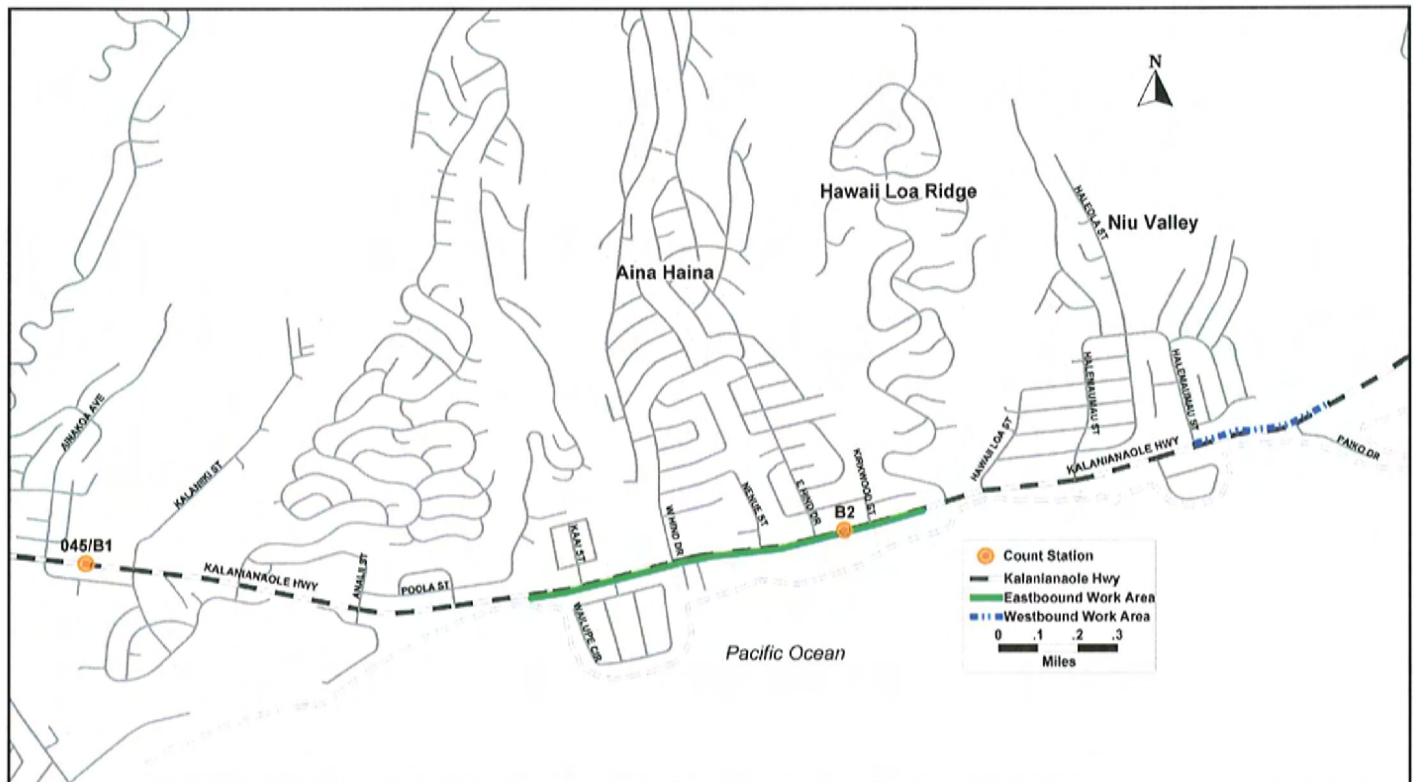 N
Hawaii Loa Ridge
HALEOLA ST
Niu Valley
Aina Haina
AINAKOA AVE
KALANIIKI ST
HALEMAUMAU ST
HALEMAUMAU ST
HAWAII LOA ST
KALANIANAOLE HWY
PAIKO DR
KIRKWOOD ST
E HIND DR
NENUE ST
W HIND DR
B2
KAAI ST
045/B1
KALANIANAOLE HWY
ANALII ST
POOLA ST
WAILUPE CIR
Pacific Ocean
Count Station
Kalanianaole Hwy
Eastboound Work Area
Westbound Work Area
0 .1 .2 .3
Miles